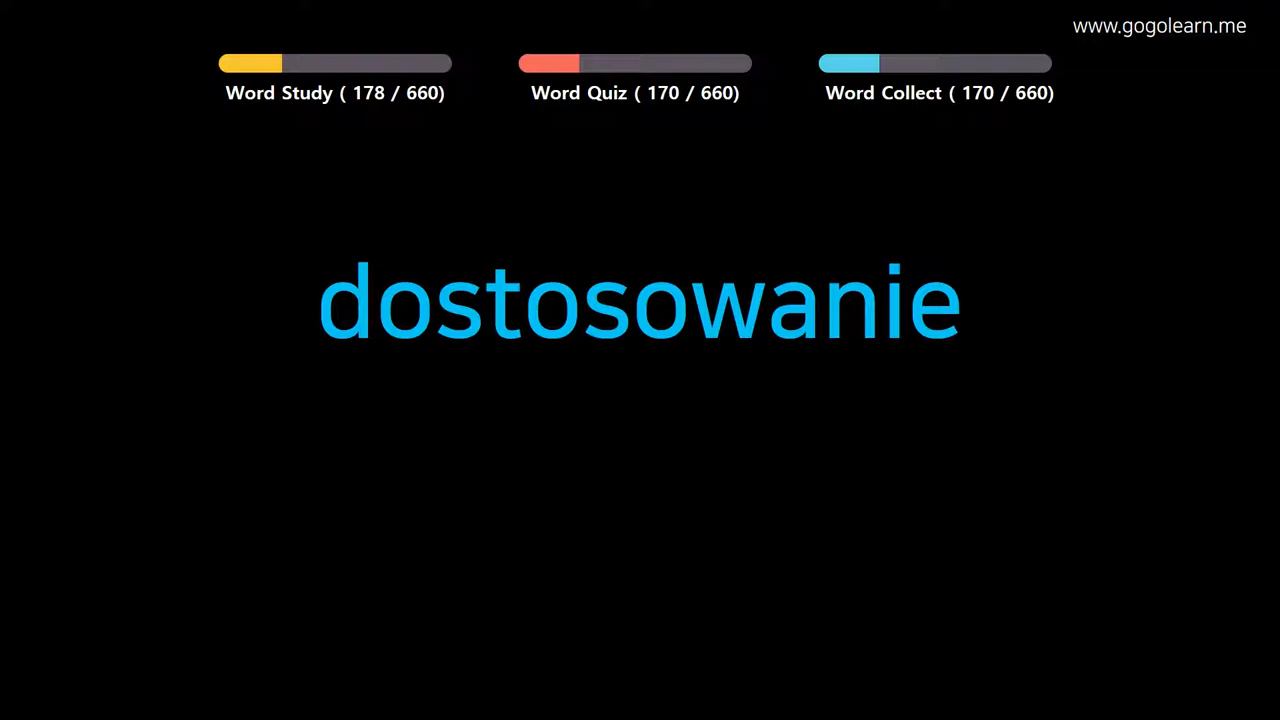 www.gogolearn.me
Word Study ( 178 / 660)
Word Quiz ( 170 / 660)
Word Collect ( 170 / 660)
dostosowanie